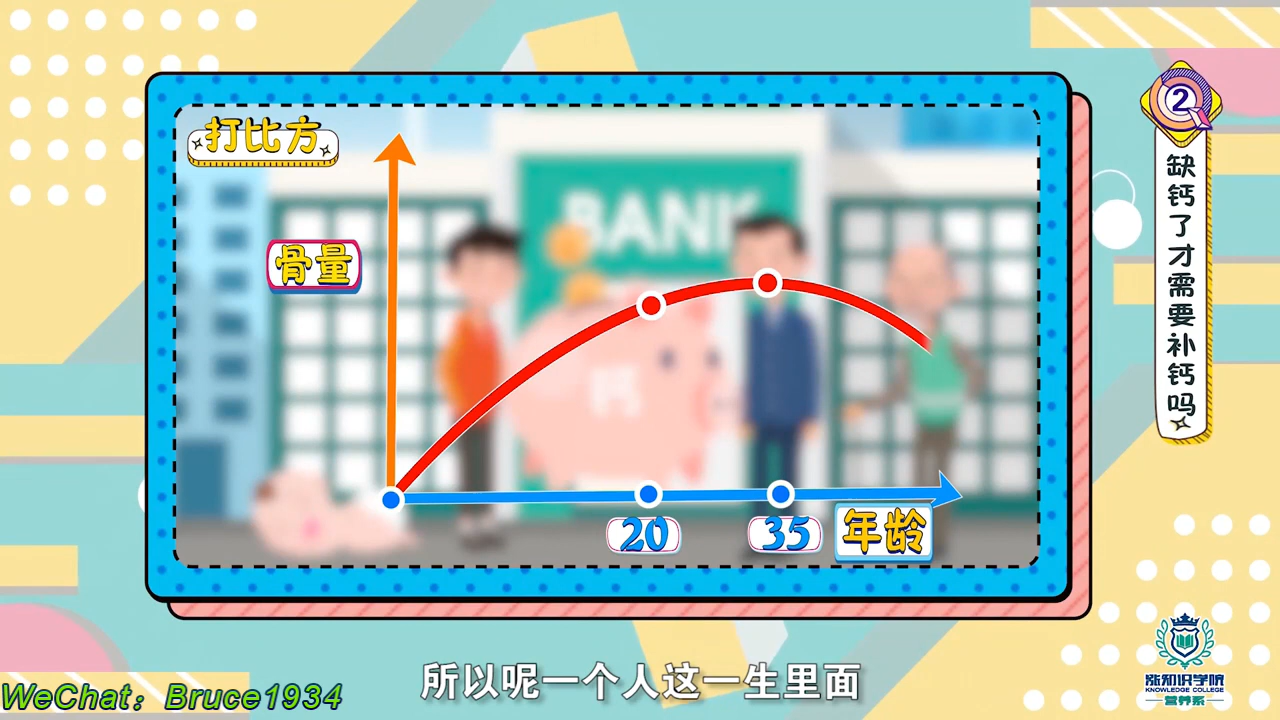 打比方
BANK
骨量
钙
20
35
年龄
2
缺钙了才需要补钙吗
所以呢一个人这一生里面
WeChat：Bruce1934
涨知识学院
KNOWLEDGE COLLEGE
营养系